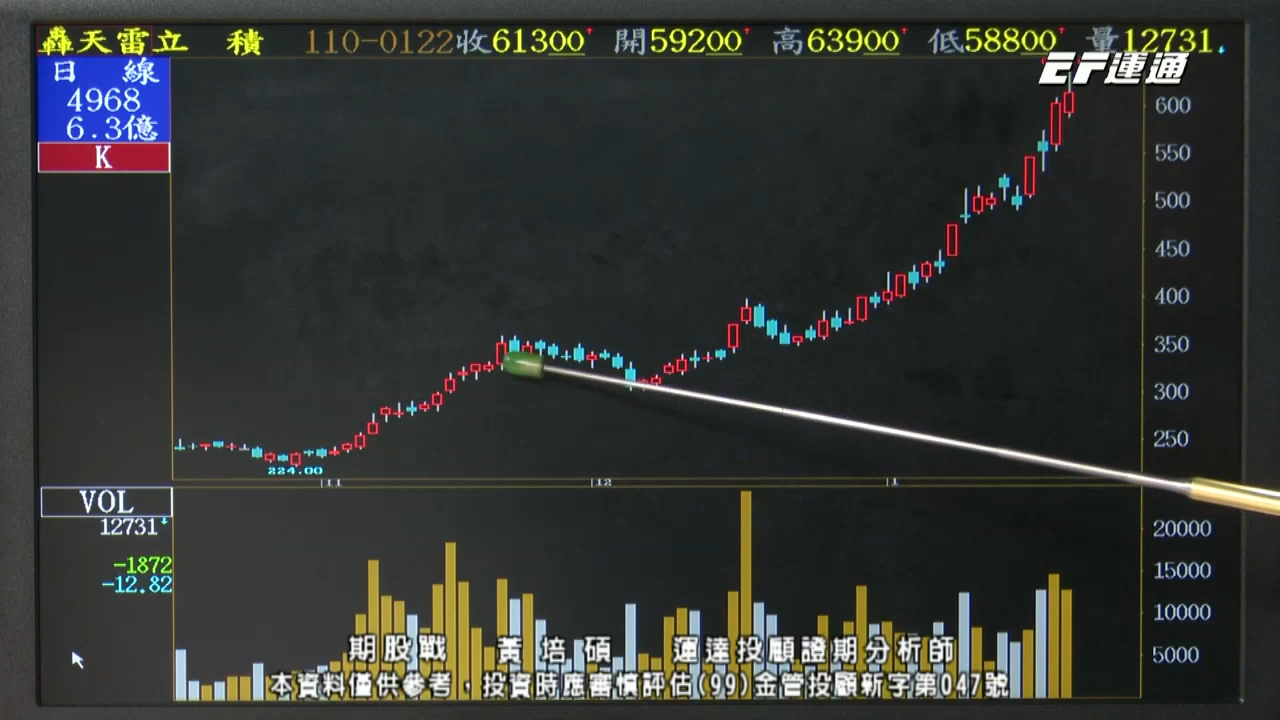 轟天雷立 積 110-0122收61300 開59200 高63900 低58800 量12731
EF運通
日 線
4968
6.3億
K
600
550
500
450
400
350
300
250
224.00
11 12 1
VOL
12731
-1872
-12.82
20000
15000
10000
5000
期股戰 黃培碩 運達投顧證期分析師
本資料僅供參考，投資時應審慎評估(99)金管投顧新字第047號